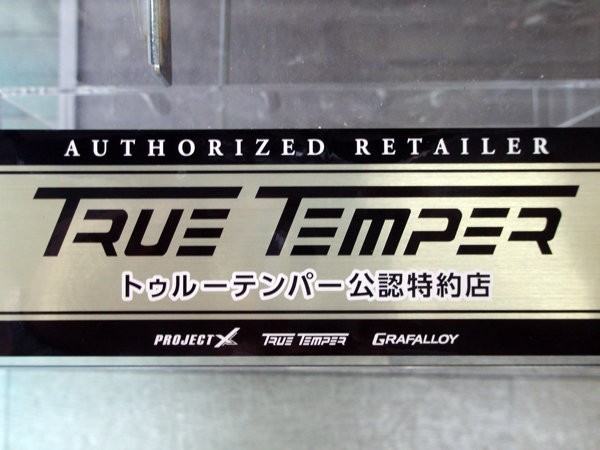 AUTHORIZED RETAILER
TRUE TEMPER
トゥルーテンパー公認特約店
PROJECT X TRUE TEMPER GRAFALLOY